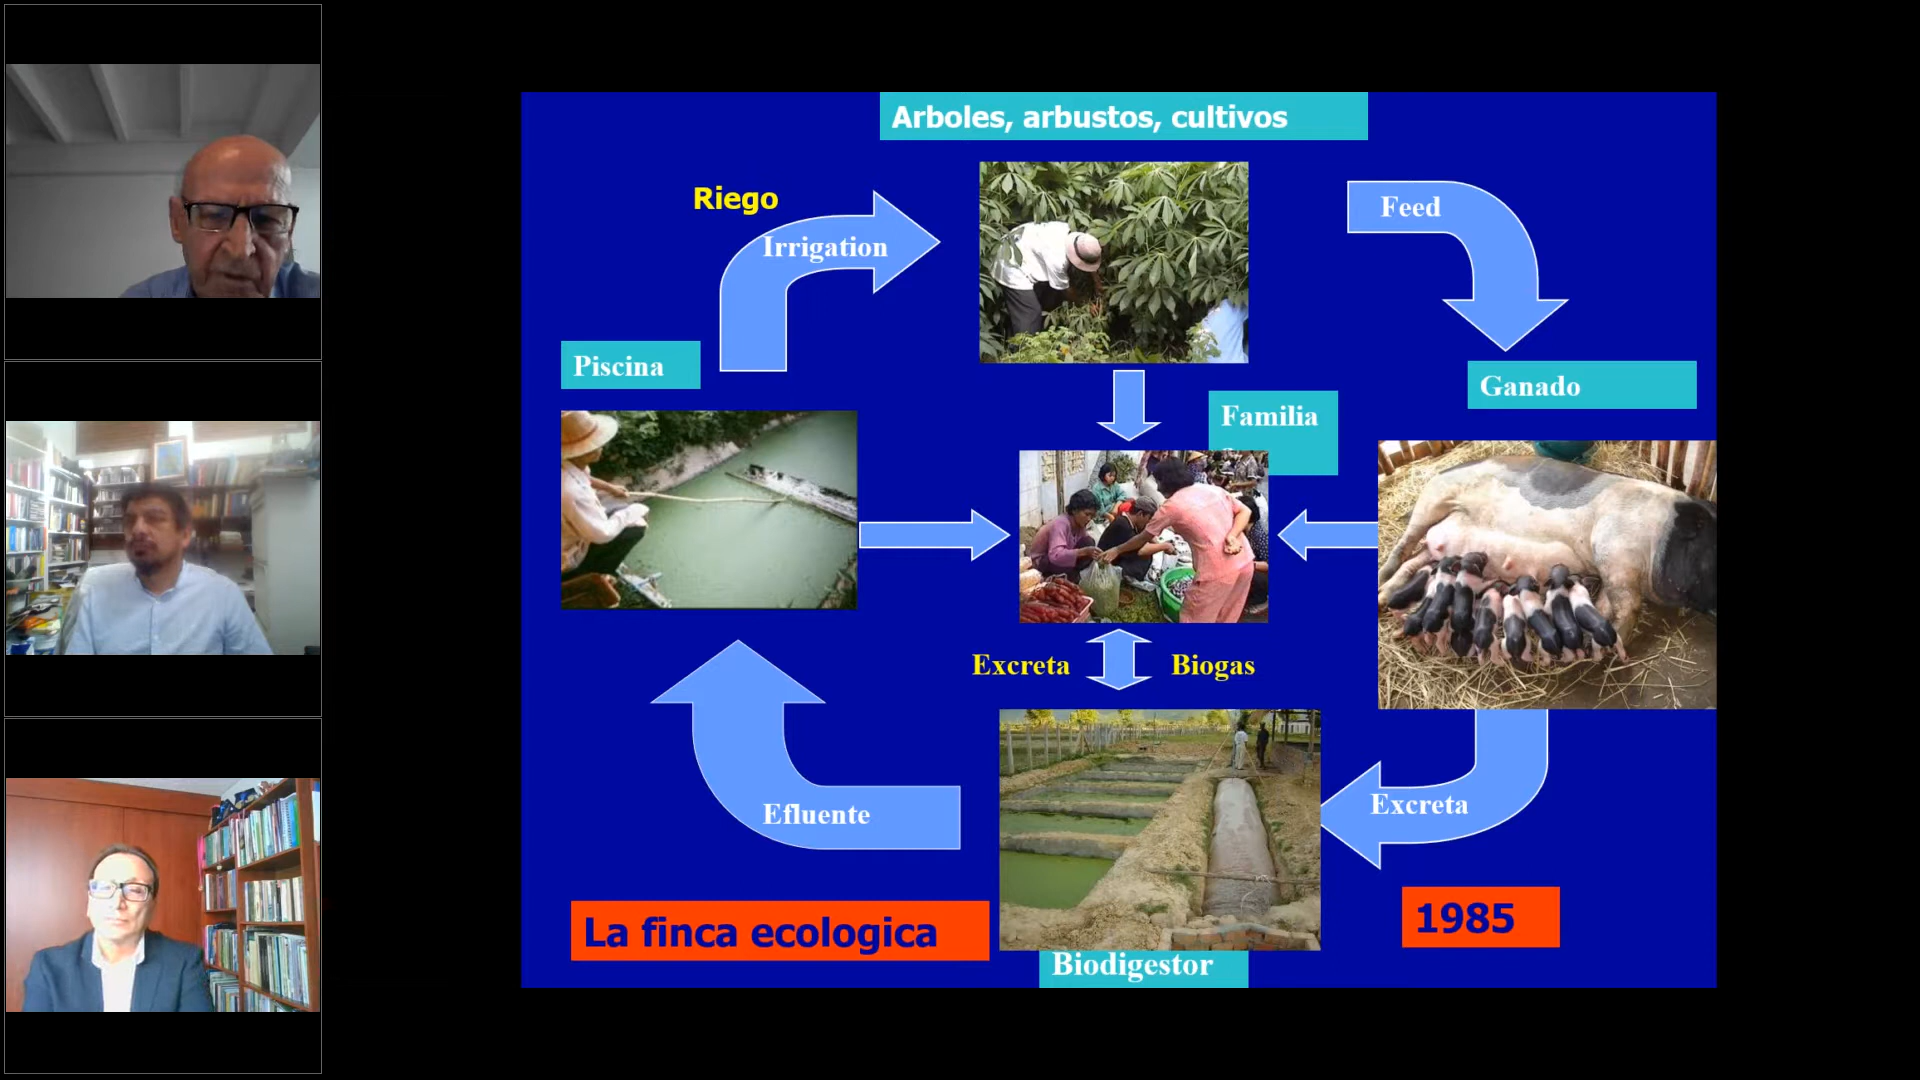 Arboles, arbustos, cultivos
Riego
Irrigation
Feed
Piscina
Ganado
Familia
Excreta
Biogas
Efluente
Excreta
La finca ecologica
1985
Biodigestor